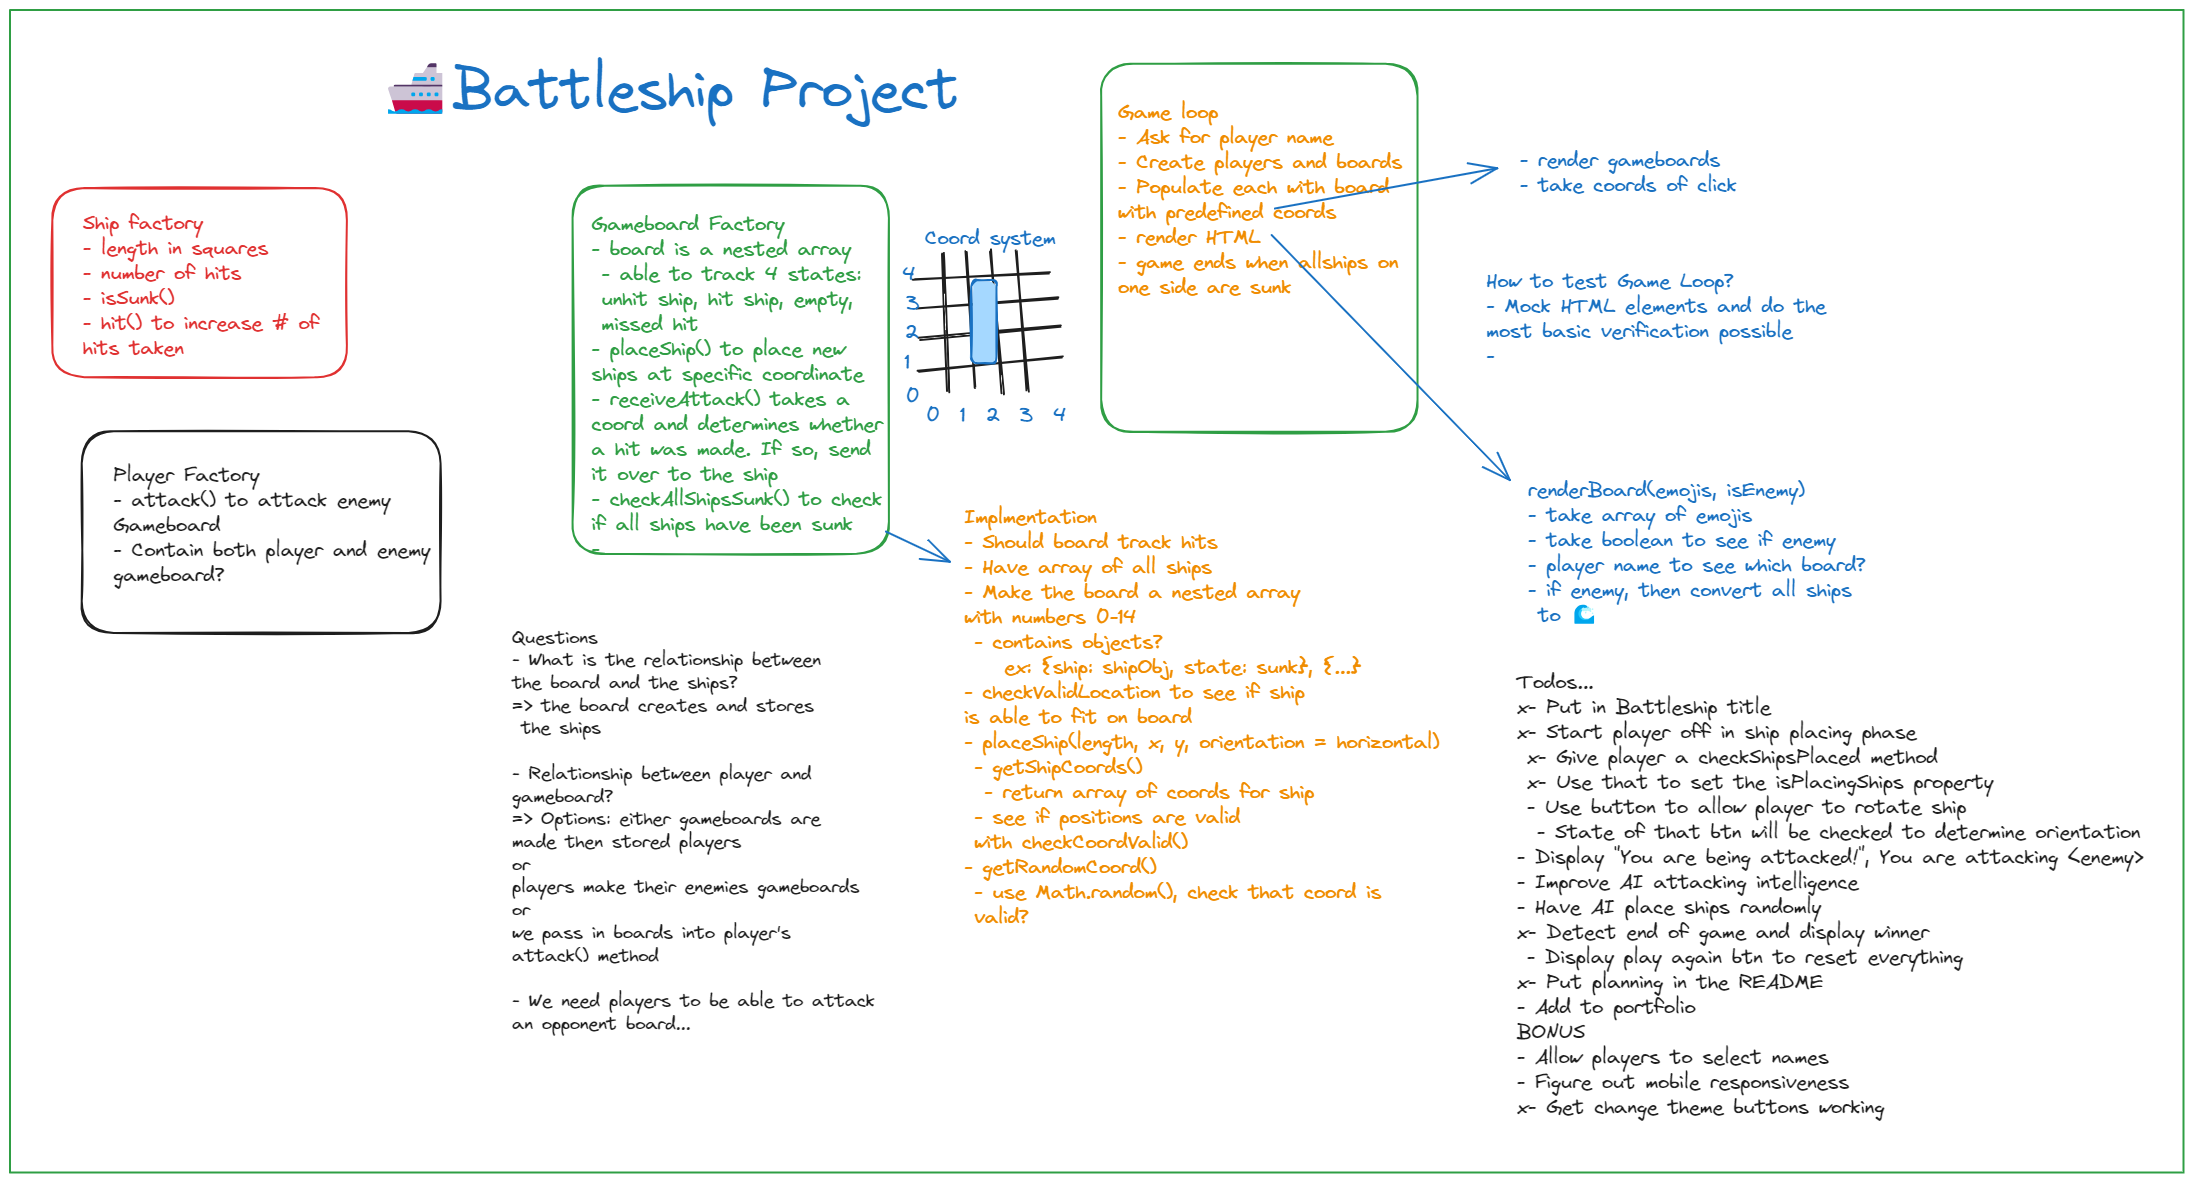 Battleship Project
Ship factory
- length in squares
- number of hits
- isSunk()
- hit() to increase # of
hits taken
Player Factory
- attack() to attack enemy
Gameboard
- Contain both player and enemy
gameboard?
Gameboard Factory
- board is a nested array
- able to track 4 states:
unhit ship, hit ship, empty,
missed hit
- placeShip() to place new
ships at specific coordinate
- receiveAttack() takes a
coord and determines whether
a hit was made. If so, send
it over to the ship
- checkAllShipsSunk() to check
if all ships have been sunk
-
Coord system
4
3
2
1
0
0 1 2 3 4
Questions
- What is the relationship between
the board and the ships?
=> the board creates and stores
the ships
- Relationship between player and
gameboard?
=> Options: either gameboards are
made then stored players
or
players make their enemies gameboards
or
we pass in boards into player's
attack() method
- We need players to be able to attack
an opponent board...
Implmentation
- Should board track hits
- Have array of all ships
- Make the board a nested array
with numbers 0-14
- contains objects?
ex: {ship: shipObj, state: sunk}, {...}
- checkValidLocation to see if ship
is able to fit on board
- placeShip(length, x, y, orientation = horizontal)
- getShipCoords()
- return array of coords for ship
- see if positions are valid
with checkCoordValid()
- getRandomCoord()
- use Math.random(), check that coord is
valid?
Game loop
- Ask for player name
- Create players and boards
- Populate each with board
with predefined coords
- render HTML
- game ends when allships on
one side are sunk
- render gameboards
- take coords of click
How to test Game Loop?
- Mock HTML elements and do the
most basic verification possible
-
renderBoard(emojis, isEnemy)
- take array of emojis
- take boolean to see if enemy
- player name to see which board?
- if enemy, then convert all ships
to 🌊
Todos...
x- Put in Battleship title
x- Start player off in ship placing phase
x- Give player a checkShipsPlaced method
x- Use that to set the isPlacingShips property
- Use button to allow player to rotate ship
- State of that btn will be checked to determine orientation
- Display "You are being attacked!", You are attacking <enemy>
- Improve AI attacking intelligence
- Have AI place ships randomly
x- Detect end of game and display winner
- Display play again btn to reset everything
x- Put planning in the README
- Add to portfolio
BONUS
- Allow players to select names
- Figure out mobile responsiveness
x- Get change theme buttons working